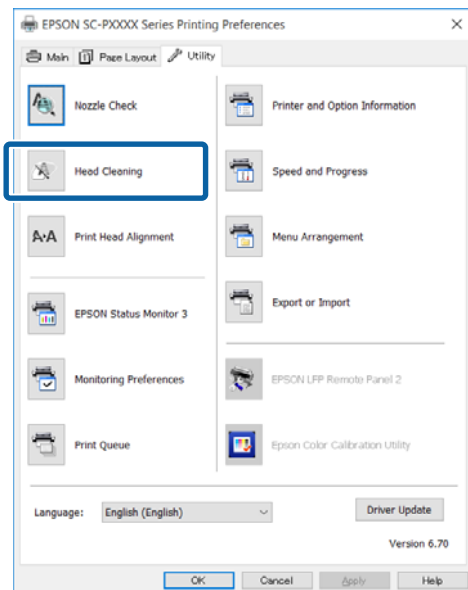 EPSON SC-PXXXX Series Printing Preferences
Main Page Layout Utility
Nozzle Check
Printer and Option Information
Head Cleaning
Speed and Progress
A·A Print Head Alignment
Menu Arrangement
EPSON Status Monitor 3
Export or Import
Monitoring Preferences
EPSON LFP Remote Panel 2
Print Queue
Epson Color Calibration Utility
Language: English (English)
Driver Update
Version 6.70
OK Cancel Apply Help